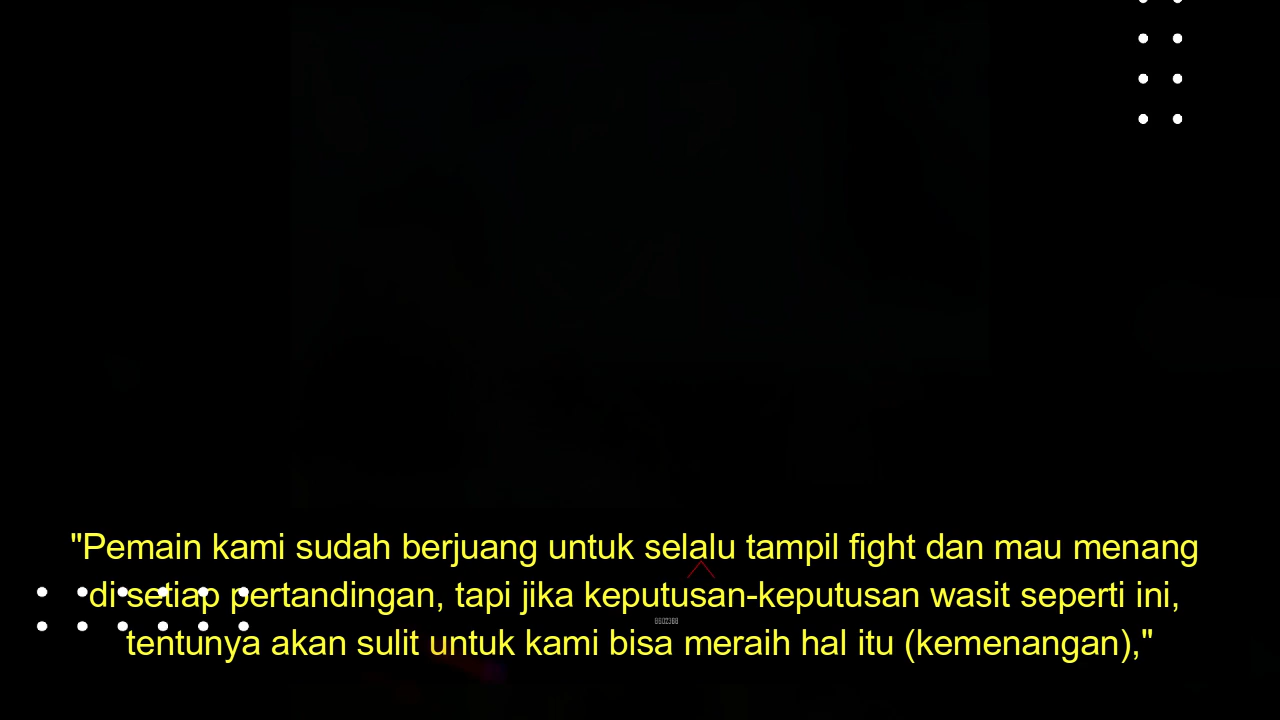 "Pemain kami sudah berjuang untuk selalu tampil fight dan mau menang
di setiap pertandingan, tapi jika keputusan-keputusan wasit seperti ini,
tentunya akan sulit untuk kami bisa meraih hal itu (kemenangan),"